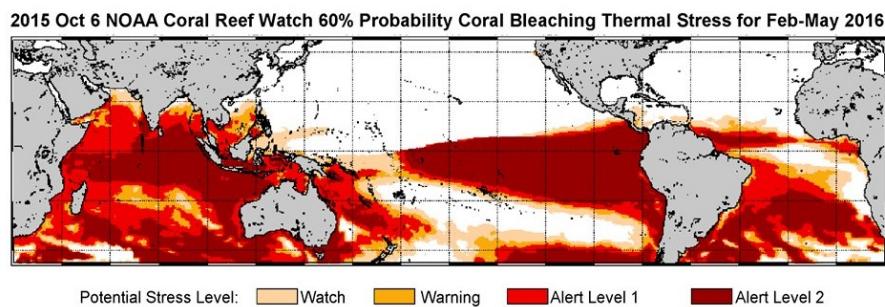 2015 Oct 6 NOAA Coral Reef Watch 60% Probability Coral Bleaching Thermal Stress for Feb-May 2016
Potential Stress Level: Watch Warning Alert Level 1 Alert Level 2